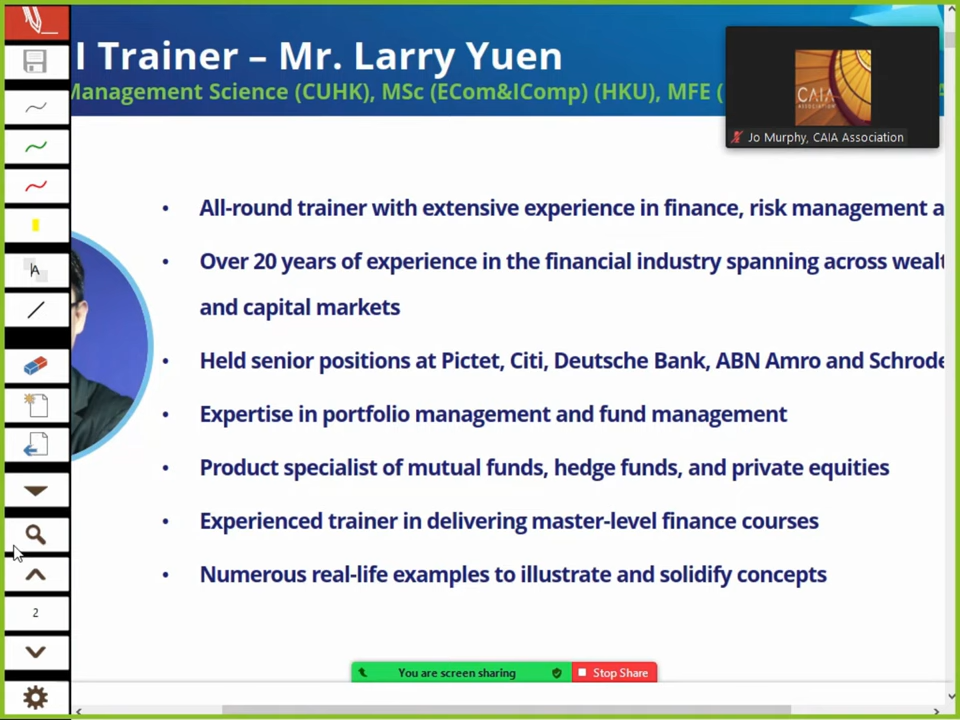 I Trainer – Mr. Larry Yuen
Management Science (CUHK), MSc (ECom&IComp) (HKU), MFE (
CAIA
ASSOCIATION
Jo Murphy, CAIA Association
• All-round trainer with extensive experience in finance, risk management a
• Over 20 years of experience in the financial industry spanning across wealt
and capital markets
• Held senior positions at Pictet, Citi, Deutsche Bank, ABN Amro and Schrode
• Expertise in portfolio management and fund management
• Product specialist of mutual funds, hedge funds, and private equities
• Experienced trainer in delivering master-level finance courses
• Numerous real-life examples to illustrate and solidify concepts
A
2
You are screen sharing
Stop Share